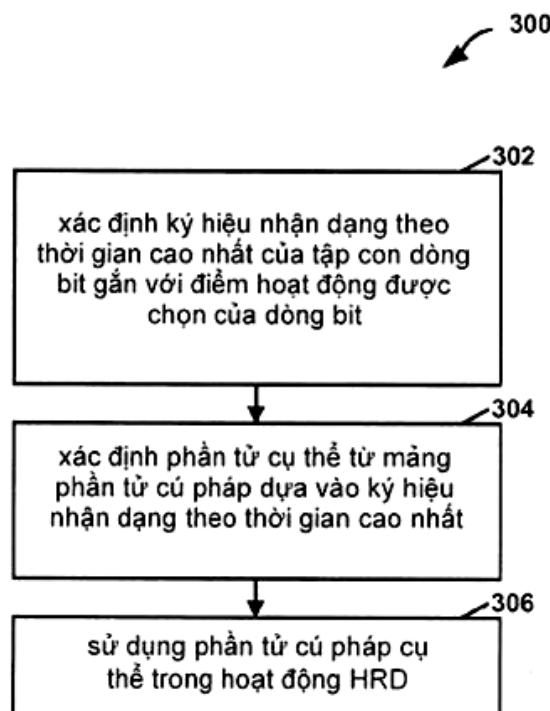 300
302
xác định ký hiệu nhận dạng theo
thời gian cao nhất của tập con dòng
bit gắn với điểm hoạt động được
chọn của dòng bit
304
xác định phần tử cụ thể từ mảng
phần tử cú pháp dựa vào ký hiệu
nhận dạng theo thời gian cao nhất
306
sử dụng phần tử cú pháp cụ
thể trong hoạt động HRD